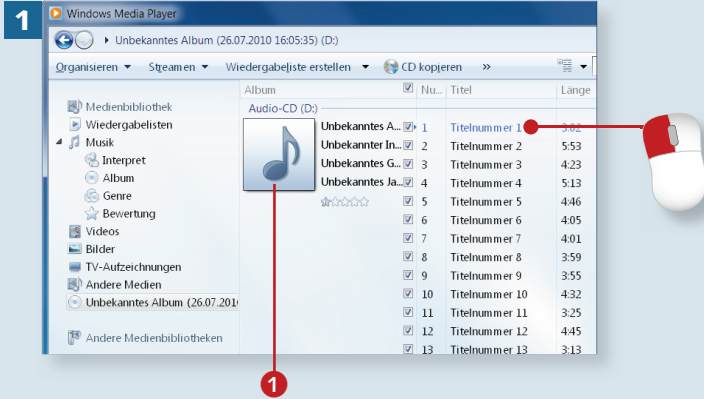 1
Windows Media Player
Unbekanntes Album (26.07.2010 16:05:35) (D:)
Organisieren Streamen Wiedergabeliste erstellen CD kopieren »
Album Nu... Titel Länge
Medienbibliothek
Wiedergabelisten
Musik
Interpret
Album
Genre
Bewertung
Videos
Bilder
TV-Aufzeichnungen
Andere Medien
Unbekanntes Album (26.07.201
Andere Medienbibliotheken
Audio-CD (D:)
Unbekanntes A... 1 Titelnummer 1 3:02
Unbekannter In... 2 Titelnummer 2 5:53
Unbekanntes G... 3 Titelnummer 3 4:23
Unbekanntes Ja... 4 Titelnummer 4 5:13
5 Titelnummer 5 4:46
6 Titelnummer 6 4:05
7 Titelnummer 7 4:01
8 Titelnummer 8 3:59
9 Titelnummer 9 3:55
10 Titelnummer 10 4:32
11 Titelnummer 11 3:25
12 Titelnummer 12 4:45
13 Titelnummer 13 3:13
1